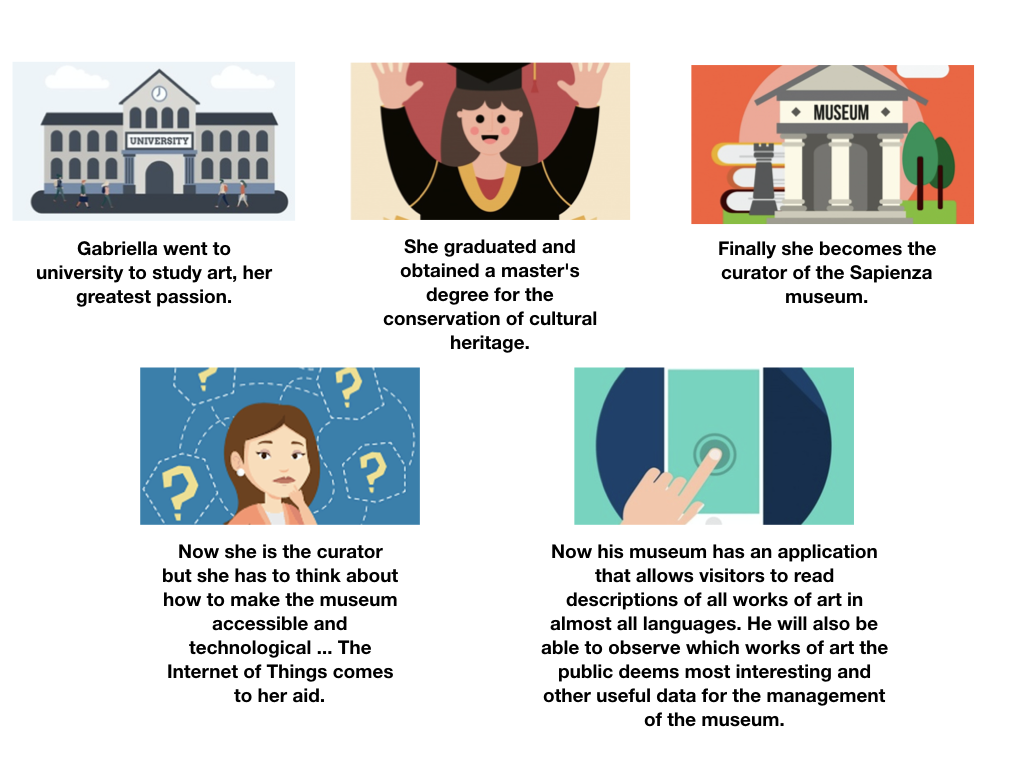 UNIVERSITY
MUSEUM
Gabriella went to
university to study art, her
greatest passion.
She graduated and
obtained a master's
degree for the
conservation of cultural
heritage.
Finally she becomes the
curator of the Sapienza
museum.
?
?
?
?
Now she is the curator
but she has to think about
how to make the museum
accessible and
technological ... The
Internet of Things comes
to her aid.
Now his museum has an application
that allows visitors to read
descriptions of all works of art in
almost all languages. He will also be
able to observe which works of art the
public deems most interesting and
other useful data for the management
of the museum.